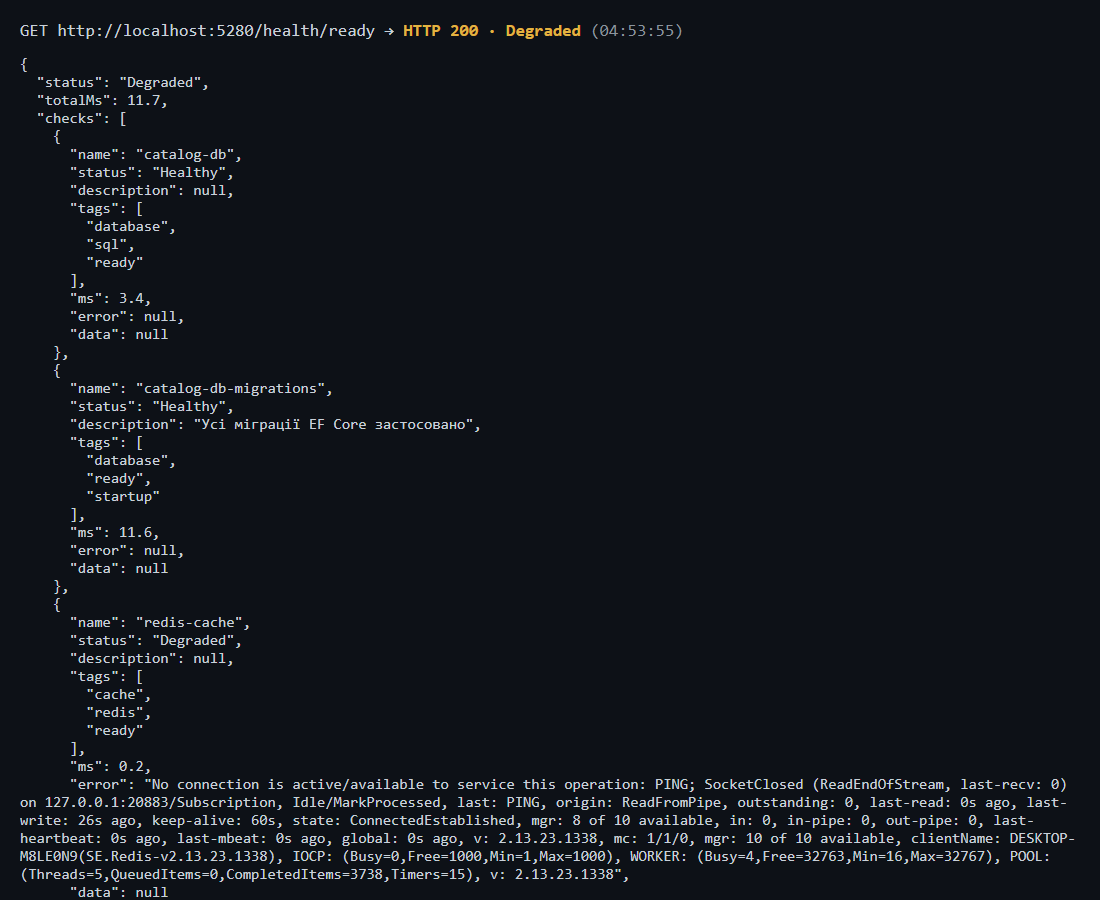 GET http://localhost:5280/health/ready → HTTP 200 · Degraded (04:53:55)
{
  "status": "Degraded",
  "totalMs": 11.7,
  "checks": [
    {
      "name": "catalog-db",
      "status": "Healthy",
      "description": null,
      "tags": [
        "database",
        "sql",
        "ready"
      ],
      "ms": 3.4,
      "error": null,
      "data": null
    },
    {
      "name": "catalog-db-migrations",
      "status": "Healthy",
      "description": "Усі міграції EF Core застосовано",
      "tags": [
        "database",
        "ready",
        "startup"
      ],
      "ms": 11.6,
      "error": null,
      "data": null
    },
    {
      "name": "redis-cache",
      "status": "Degraded",
      "description": null,
      "tags": [
        "cache",
        "redis",
        "ready"
      ],
      "ms": 0.2,
      "error": "No connection is active/available to service this operation: PING; SocketClosed (ReadEndOfStream, last-recv: 0)
on 127.0.0.1:20883/Subscription, Idle/MarkProcessed, last: PING, origin: ReadFromPipe, outstanding: 0, last-read: 0s ago, last-
write: 26s ago, keep-alive: 60s, state: ConnectedEstablished, mgr: 8 of 10 available, in: 0, in-pipe: 0, out-pipe: 0, last-
heartbeat: 0s ago, last-mbeat: 0s ago, global: 0s ago, v: 2.13.23.1338, mc: 1/1/0, mgr: 10 of 10 available, clientName: DESKTOP-
M8LE0N9(SE.Redis-v2.13.23.1338), IOCP: (Busy=0,Free=1000,Min=1,Max=1000), WORKER: (Busy=4,Free=32763,Min=16,Max=32767), POOL:
(Threads=5,QueuedItems=0,CompletedItems=3738,Timers=15), v: 2.13.23.1338",
      "data": null